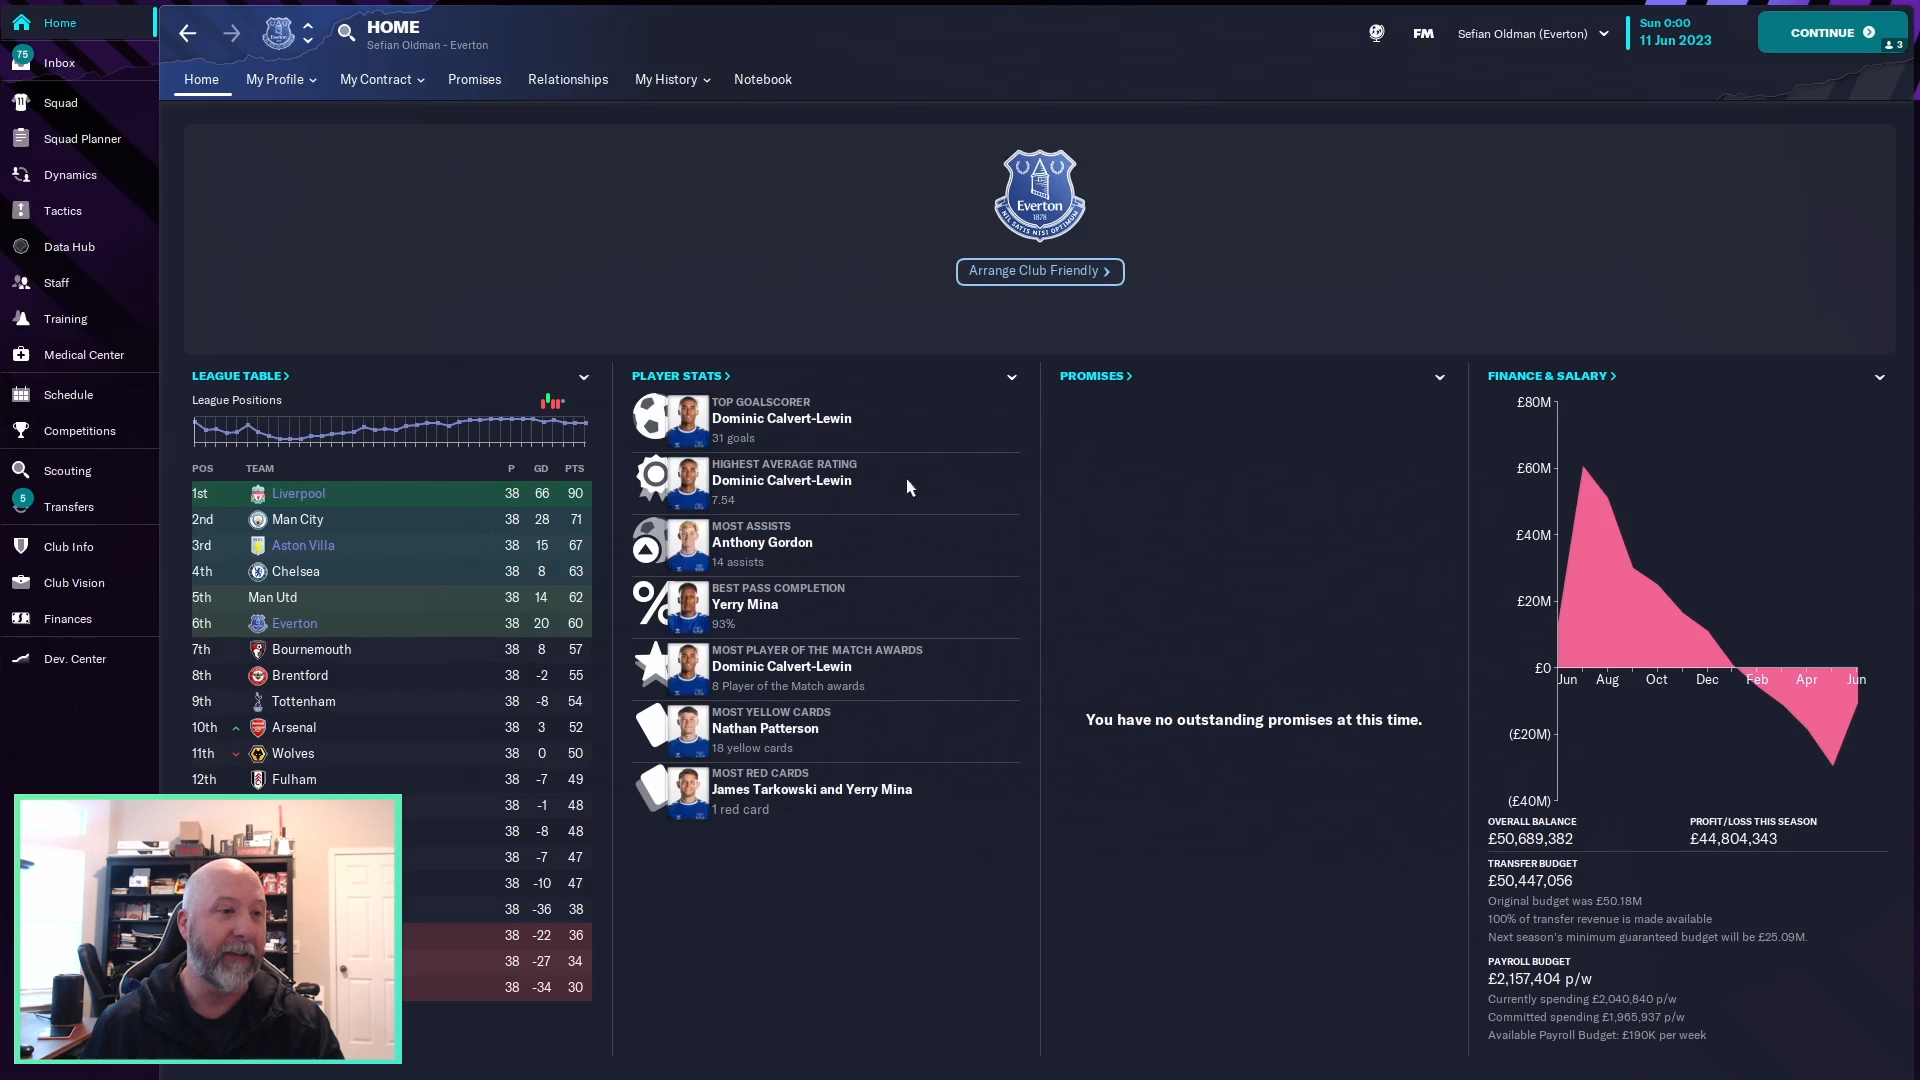 Home
75
Inbox
Squad
Squad Planner
Dynamics
Tactics
Data Hub
Staff
Training
Medical Center
Schedule
Competitions
Scouting
5
Transfers
Club Info
Club Vision
Finances
Dev. Center
HOME
Sefian Oldman - Everton
FM
Sefian Oldman (Everton)
Sun 0:00
11 Jun 2023
CONTINUE
3
Home
My Profile
My Contract
Promises
Relationships
My History
Notebook
Everton
1878
NIL SATIS NISI OPTIMUM
Arrange Club Friendly
LEAGUE TABLE
League Positions
POS TEAM P GD PTS
1st Liverpool 38 66 90
2nd Man City 38 28 71
3rd Aston Villa 38 15 67
4th Chelsea 38 8 63
5th Man Utd 38 14 62
6th Everton 38 20 60
7th Bournemouth 38 8 57
8th Brentford 38 -2 55
9th Tottenham 38 -8 54
10th Arsenal 38 3 52
11th Wolves 38 0 50
12th Fulham 38 -7 49
38 -1 48
38 -8 48
38 -7 47
38 -10 47
38 -36 38
38 -22 36
38 -27 34
38 -34 30
PLAYER STATS
TOP GOALSCORER
Dominic Calvert-Lewin
31 goals
HIGHEST AVERAGE RATING
Dominic Calvert-Lewin
7.54
MOST ASSISTS
Anthony Gordon
14 assists
BEST PASS COMPLETION
Yerry Mina
93%
MOST PLAYER OF THE MATCH AWARDS
Dominic Calvert-Lewin
8 Player of the Match awards
MOST YELLOW CARDS
Nathan Patterson
18 yellow cards
MOST RED CARDS
James Tarkowski and Yerry Mina
1 red card
PROMISES
You have no outstanding promises at this time.
FINANCE & SALARY
£80M
£60M
£40M
£20M
£0
Jun Aug Oct Dec Feb Apr Jun
(£20M)
(£40M)
OVERALL BALANCE
£50,689,382
PROFIT/LOSS THIS SEASON
£44,804,343
TRANSFER BUDGET
£50,447,056
Original budget was £50.18M
100% of transfer revenue is made available
Next season's minimum guaranteed budget will be £25.09M.
PAYROLL BUDGET
£2,157,404 p/w
Currently spending £2,040,840 p/w
Committed spending £1,965,937 p/w
Available Payroll Budget: £190K per week